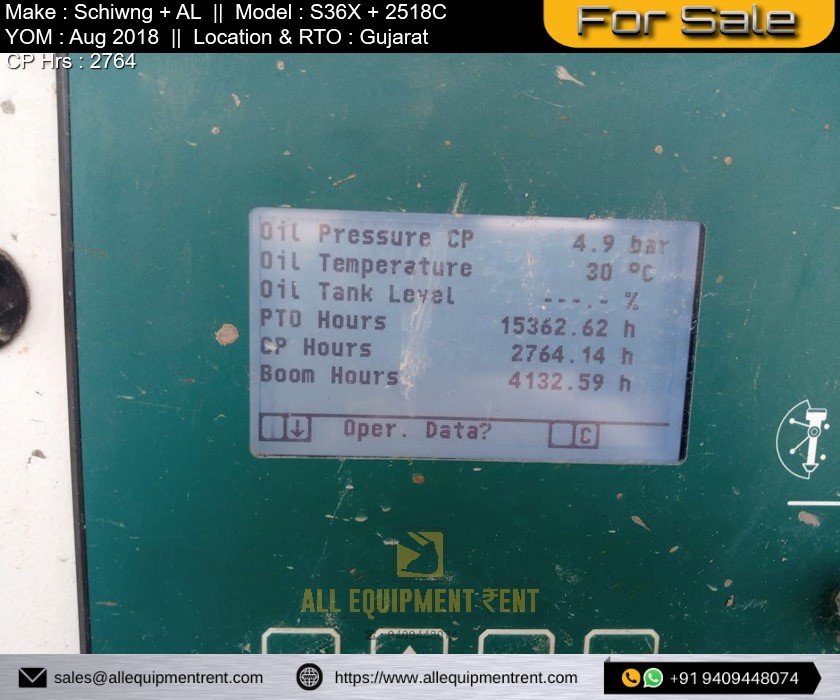 Make : Schiwng + AL || Model : S36X + 2518C
For Sale
YOM : Aug 2018 || Location & RTO : Gujarat
CP Hrs : 2764
Oil Pressure CP 4.9 bar
Oil Temperature 30 °C
Oil Tank Level ---.- %
PTO Hours 15362.62 h
CP Hours 2764.14 h
Boom Hours 4132.59 h
↓ Oper. Data? C
ALL EQUIPMENT ₹ENT
sales@allequipmentrent.com https://www.allequipmentrent.com +91 9409448074